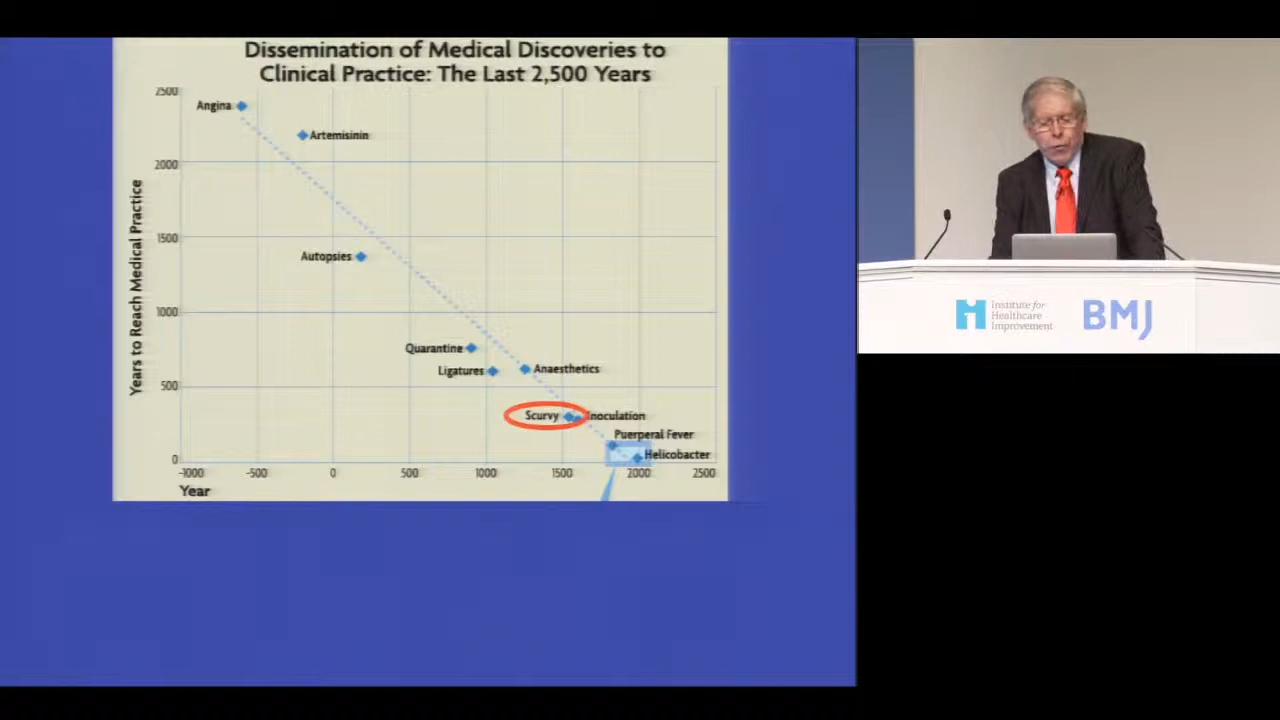 Dissemination of Medical Discoveries to
Clinical Practice: The Last 2,500 Years
Years to Reach Medical Practice
2500
2000
1500
1000
500
0
Angina
Artemisinin
Autopsies
Quarantine
Ligatures
Anaesthetics
Scurvy
Inoculation
Puerperal Fever
Helicobacter
-1000
-500
0
500
1000
1500
2000
2500
Year
Institute for
Healthcare
Improvement
BMJ